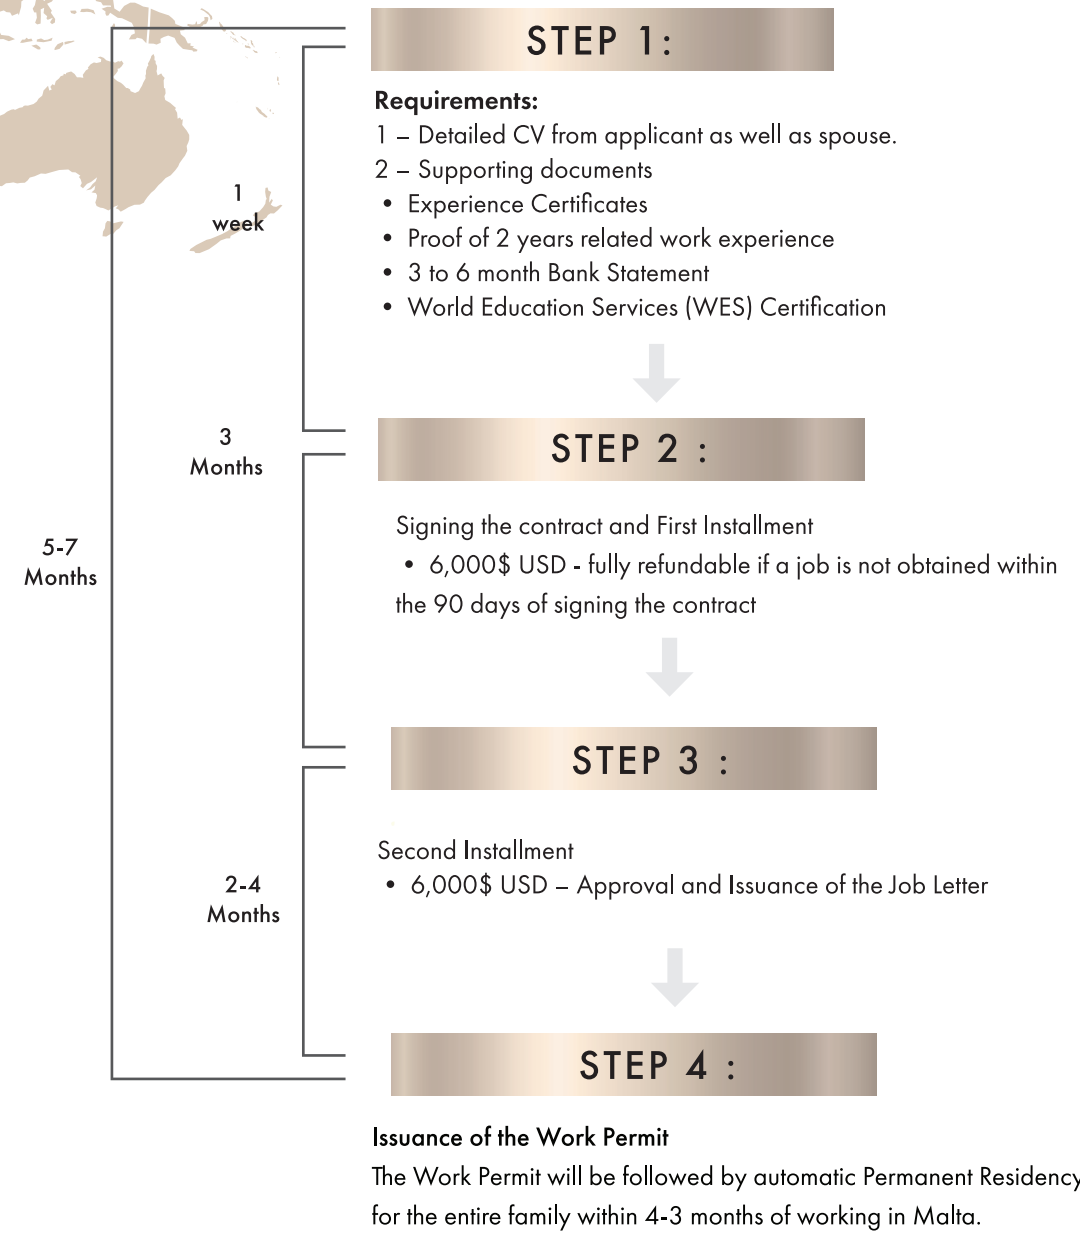 STEP 1:
Requirements:
1 – Detailed CV from applicant as well as spouse.
2 – Supporting documents
• Experience Certificates
• Proof of 2 years related work experience
• 3 to 6 month Bank Statement
• World Education Services (WES) Certification
1
week
STEP 2 :
3
Months
Signing the contract and First Installment
• 6,000$ USD - fully refundable if a job is not obtained within
the 90 days of signing the contract
5-7
Months
STEP 3 :
Second Installment
• 6,000$ USD – Approval and Issuance of the Job Letter
2-4
Months
STEP 4 :
Issuance of the Work Permit
The Work Permit will be followed by automatic Permanent Residency
for the entire family within 4-3 months of working in Malta.